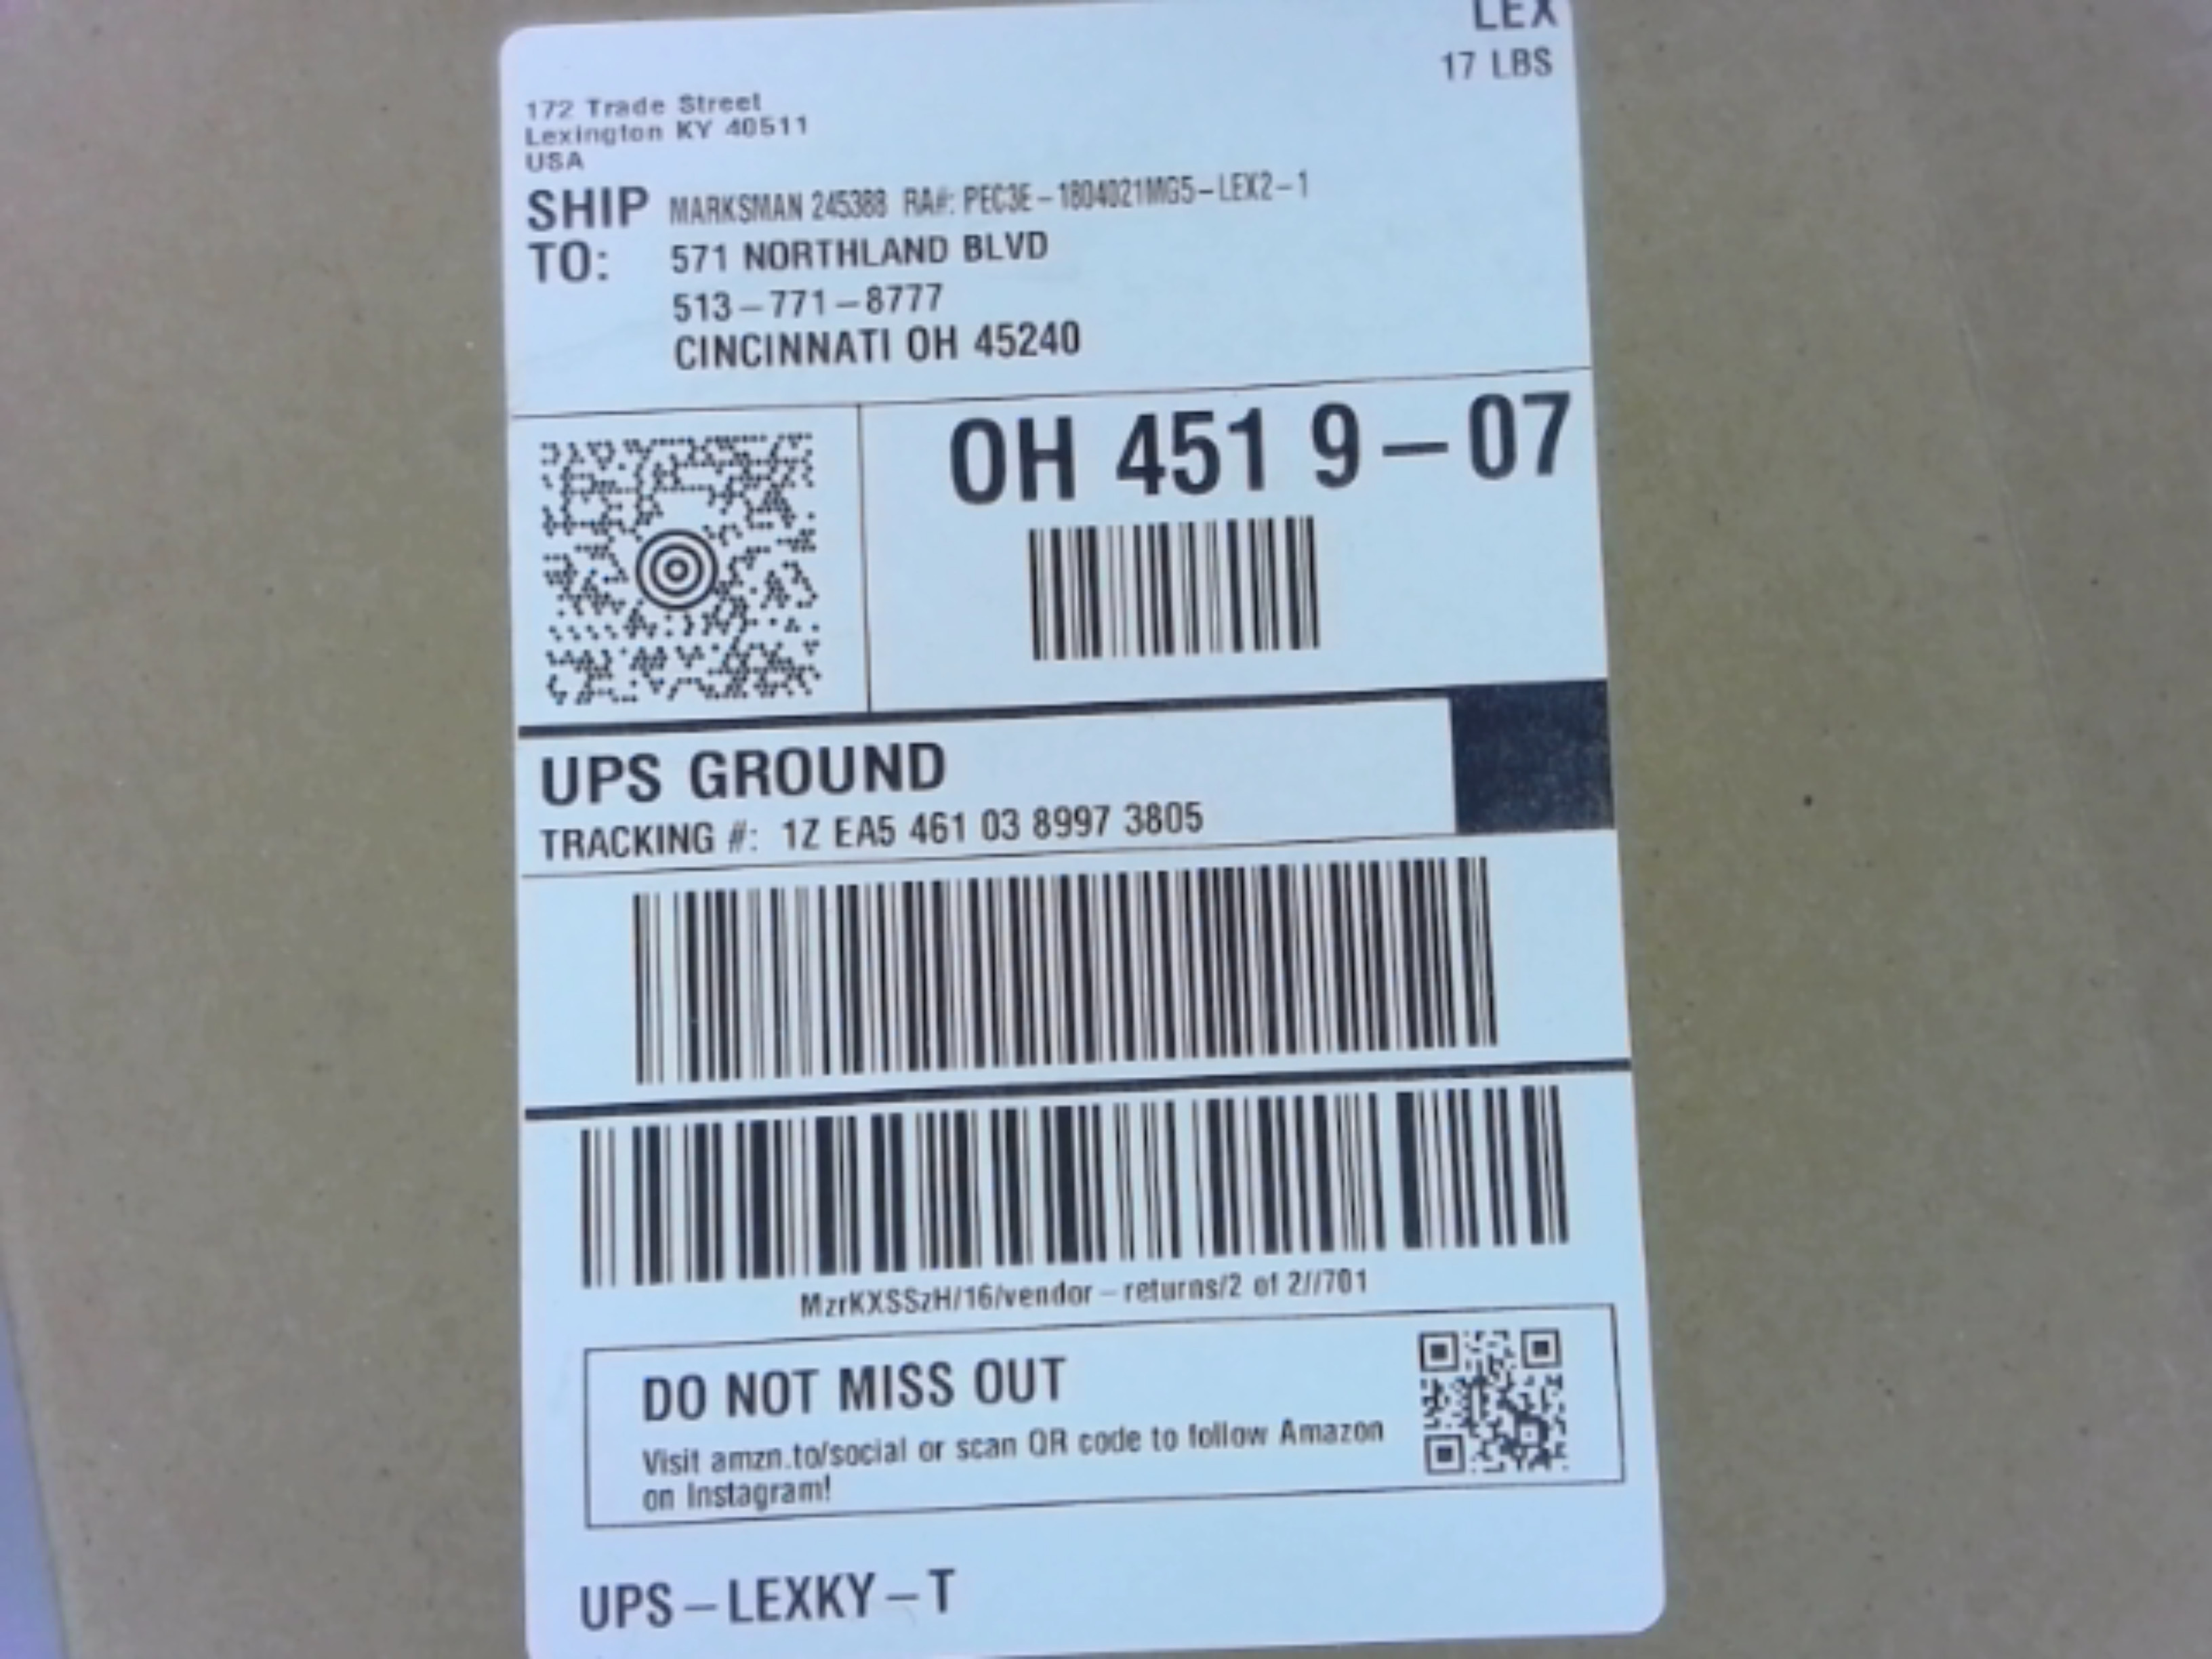 LEX
17 LBS
172 Trade Street
Lexington KY 40511
USA
SHIP TO: MARKSMAN 245388 RA#: PEC3E-1804021MG5-LEX2-1
571 NORTHLAND BLVD
513-771-8777
CINCINNATI OH 45240
OH 451 9-07
UPS GROUND
TRACKING #: 1Z EA5 461 03 8997 3805
MzrKXSSzH/16/vendor-returns/2 of 2//701
DO NOT MISS OUT
Visit amzn.to/social or scan QR code to follow Amazon
on Instagram!
UPS-LEXKY-T